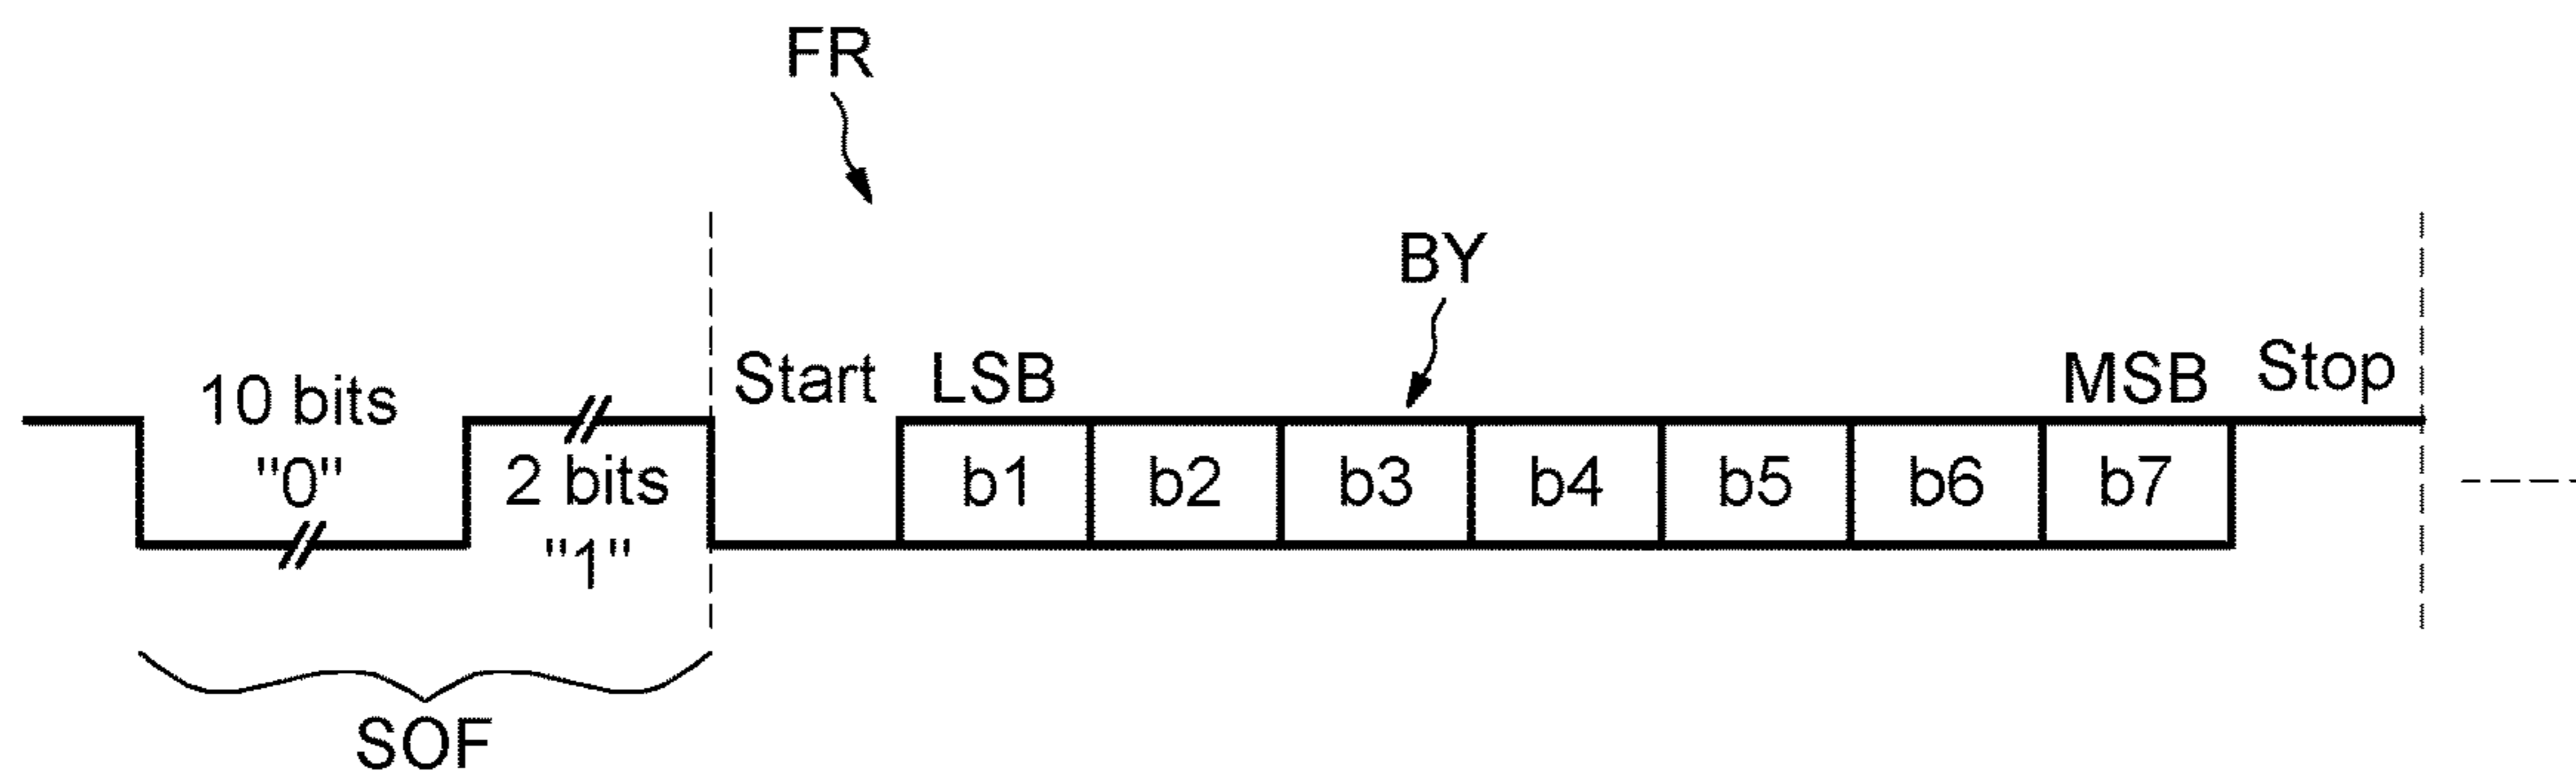 FR
BY
Start LSB MSB Stop
10 bits
"0"
2 bits
"1"
b1 b2 b3 b4 b5 b6 b7
SOF